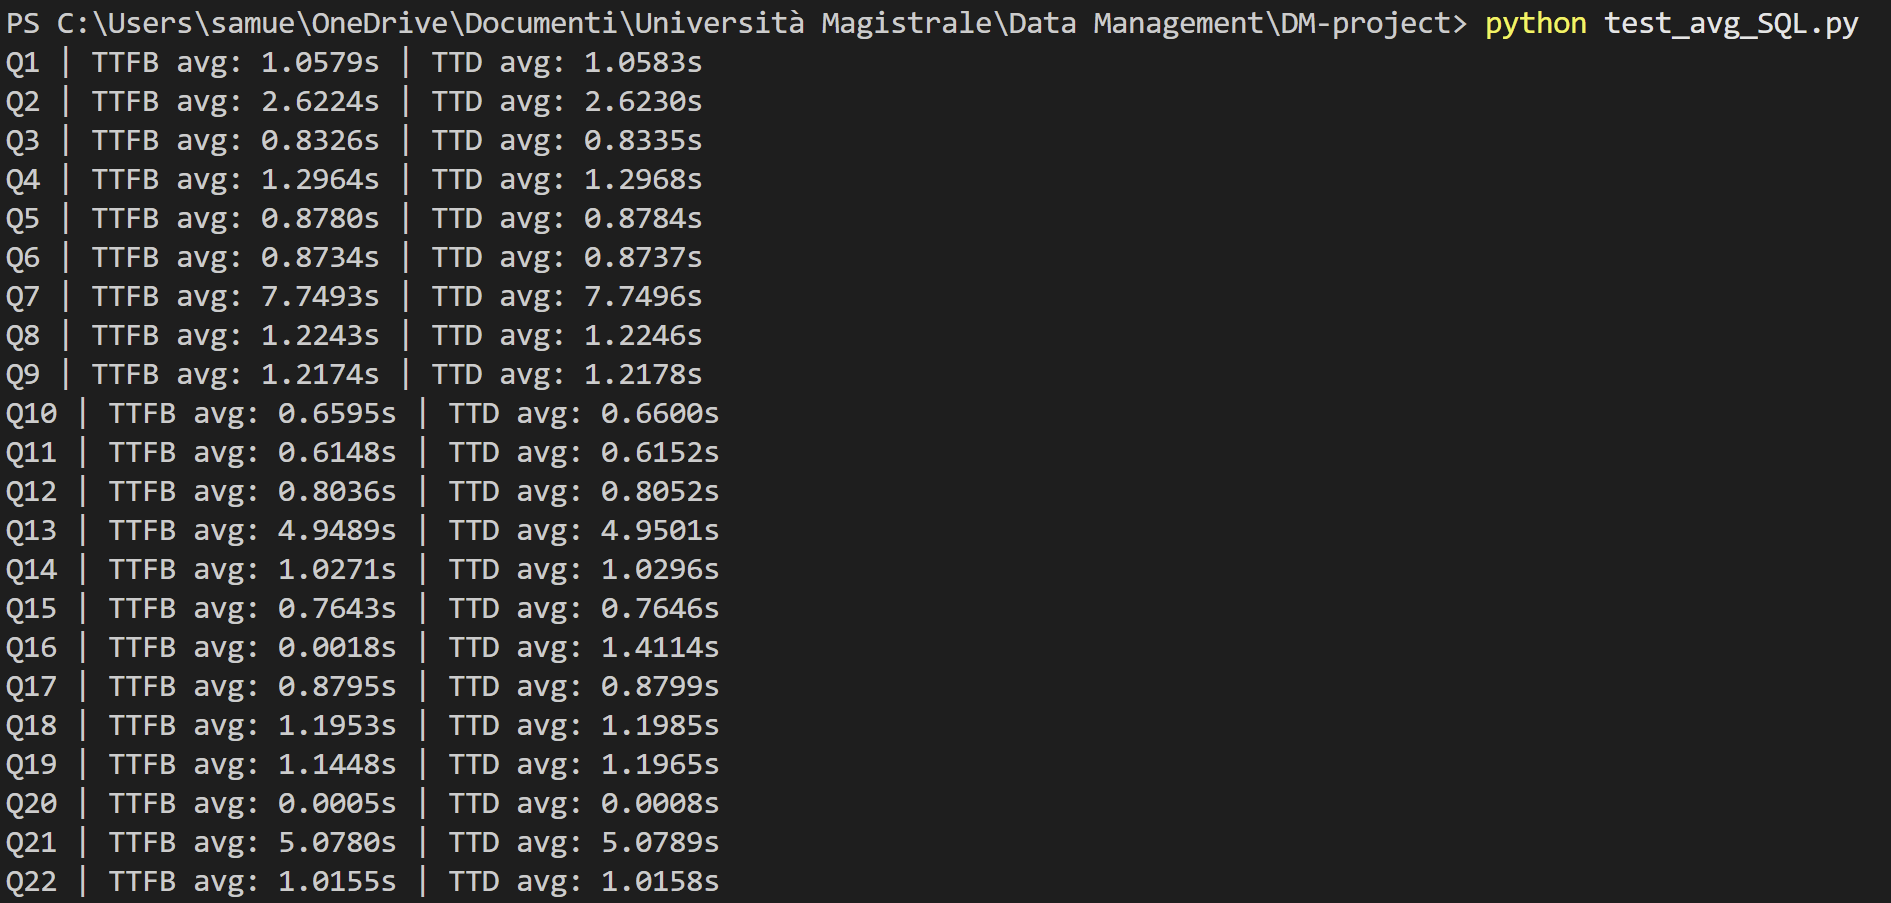 PS C:\Users\samue\OneDrive\Documenti\Università Magistrale\Data Management\DM-project> python test_avg_SQL.py
Q1 | TTFB avg: 1.0579s | TTD avg: 1.0583s
Q2 | TTFB avg: 2.6224s | TTD avg: 2.6230s
Q3 | TTFB avg: 0.8326s | TTD avg: 0.8335s
Q4 | TTFB avg: 1.2964s | TTD avg: 1.2968s
Q5 | TTFB avg: 0.8780s | TTD avg: 0.8784s
Q6 | TTFB avg: 0.8734s | TTD avg: 0.8737s
Q7 | TTFB avg: 7.7493s | TTD avg: 7.7496s
Q8 | TTFB avg: 1.2243s | TTD avg: 1.2246s
Q9 | TTFB avg: 1.2174s | TTD avg: 1.2178s
Q10 | TTFB avg: 0.6595s | TTD avg: 0.6600s
Q11 | TTFB avg: 0.6148s | TTD avg: 0.6152s
Q12 | TTFB avg: 0.8036s | TTD avg: 0.8052s
Q13 | TTFB avg: 4.9489s | TTD avg: 4.9501s
Q14 | TTFB avg: 1.0271s | TTD avg: 1.0296s
Q15 | TTFB avg: 0.7643s | TTD avg: 0.7646s
Q16 | TTFB avg: 0.0018s | TTD avg: 1.4114s
Q17 | TTFB avg: 0.8795s | TTD avg: 0.8799s
Q18 | TTFB avg: 1.1953s | TTD avg: 1.1985s
Q19 | TTFB avg: 1.1448s | TTD avg: 1.1965s
Q20 | TTFB avg: 0.0005s | TTD avg: 0.0008s
Q21 | TTFB avg: 5.0780s | TTD avg: 5.0789s
Q22 | TTFB avg: 1.0155s | TTD avg: 1.0158s